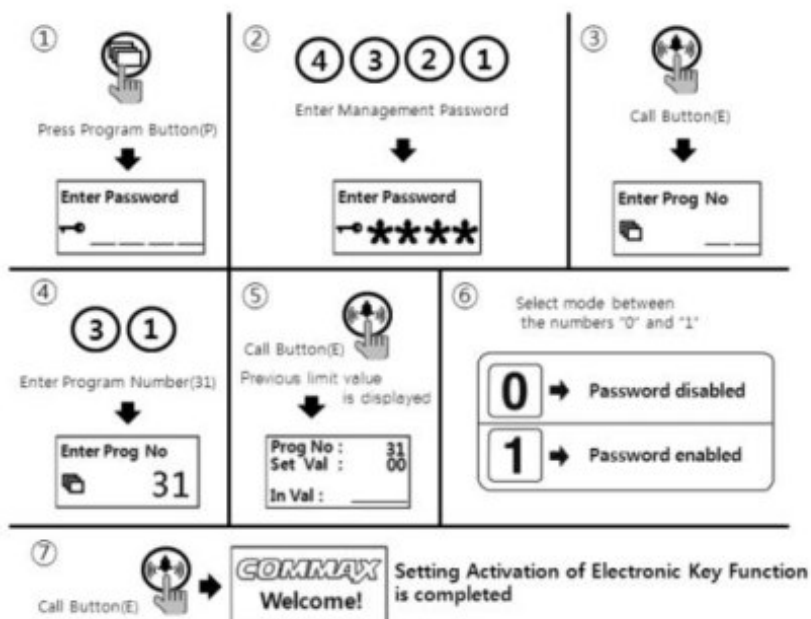 ①
Press Program Button(P)
Enter Password
②
4 3 2 1
Enter Management Password
Enter Password
****
③
Call Button(E)
Enter Prog No
④
3 1
Enter Program Number(31)
Enter Prog No
31
⑤
Call Button(E)
Previous limit value
is displayed
Prog No : 31
Set Val : 00
In Val :
⑥
Select mode between
the numbers "0" and "1"
0 Password disabled
1 Password enabled
⑦
Call Button(E)
COMMAX
Welcome!
Setting Activation of Electronic Key Function
is completed